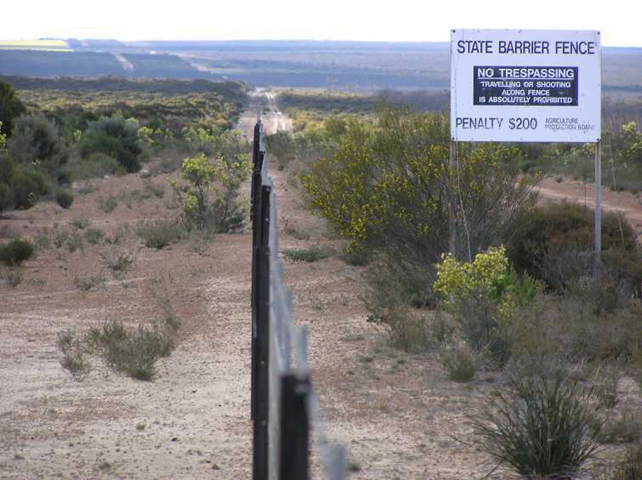 STATE BARRIER FENCE
NO TRESPASSING
TRAVELLING OR SHOOTING
ALONG FENCE
IS ABSOLUTELY PROHIBITED
PENALTY $200 AGRICULTURE
PROTECTION BOARD